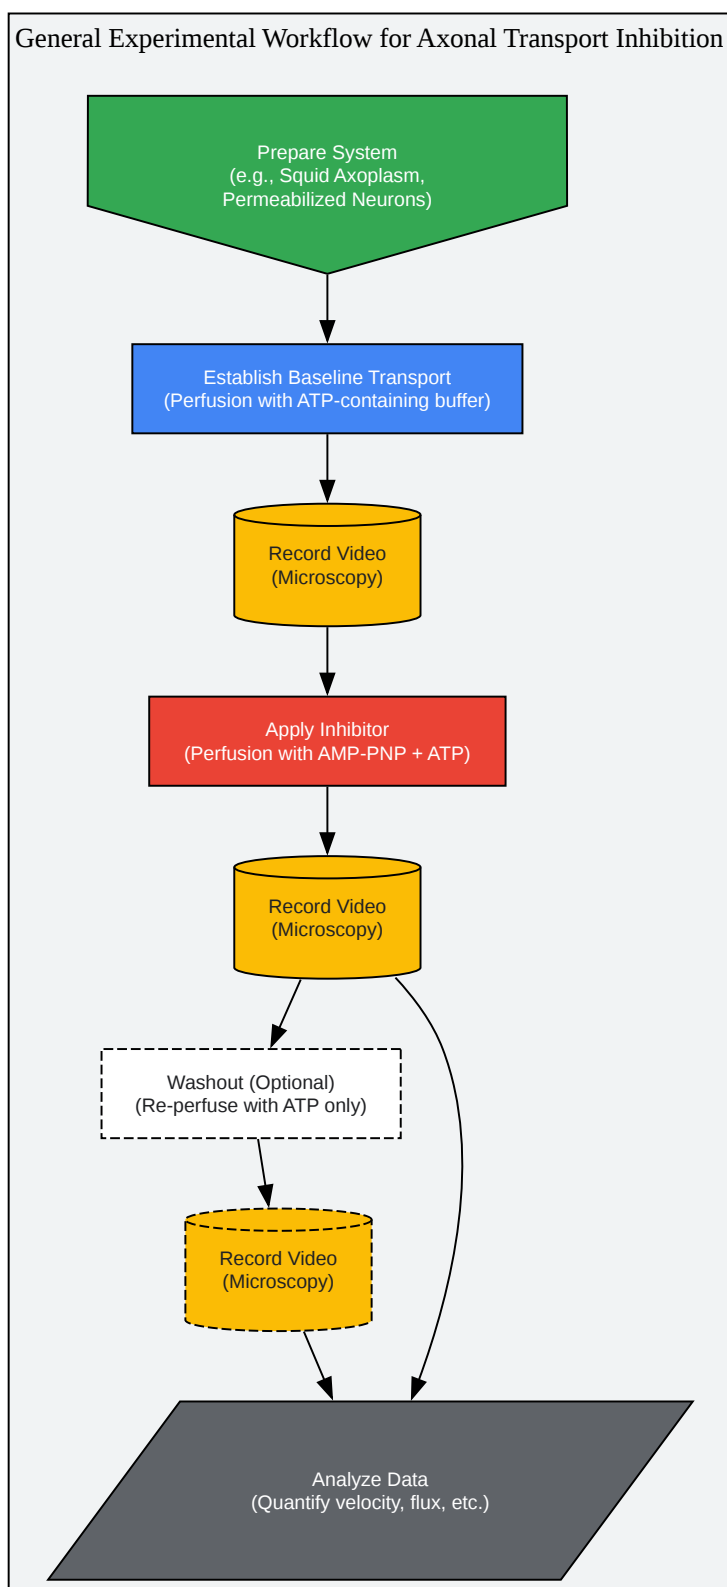 General Experimental Workflow for Axonal Transport Inhibition
Prepare System
(e.g., Squid Axoplasm,
Permeabilized Neurons)
Establish Baseline Transport
(Perfusion with ATP-containing buffer)
Record Video
(Microscopy)
Apply Inhibitor
(Perfusion with AMP-PNP + ATP)
Record Video
(Microscopy)
Washout (Optional)
(Re-perfuse with ATP only)
Record Video
(Microscopy)
Analyze Data
(Quantify velocity, flux, etc.)